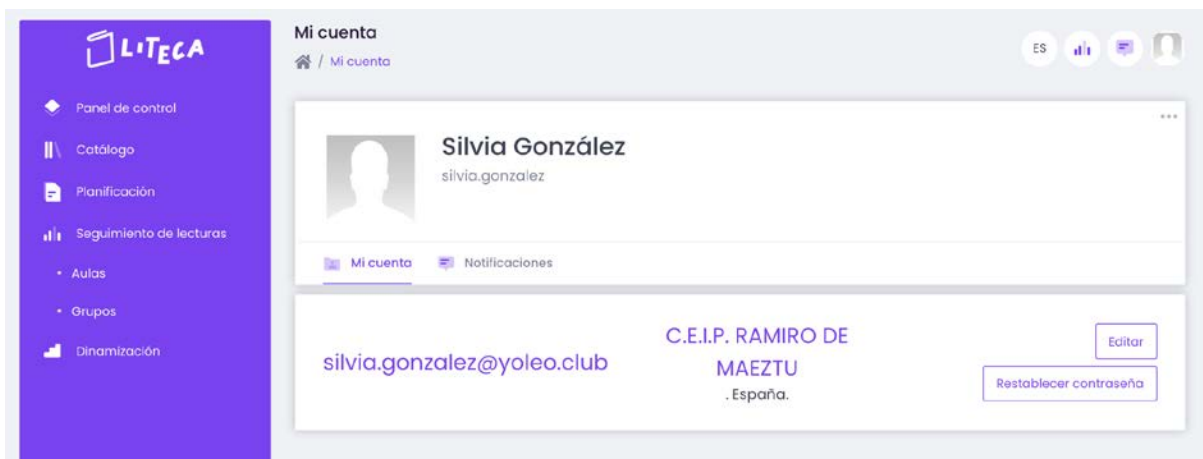 LITECA
Panel de control
Catálogo
Planificación
Seguimiento de lecturas
• Aulas
• Grupos
Dinamización
Mi cuenta
/ Mi cuenta
ES
Silvia González
silvia.gonzalez
Mi cuenta
Notificaciones
silvia.gonzalez@yoleo.club
C.E.I.P. RAMIRO DE
MAEZTU
. España.
Editar
Restablecer contraseña